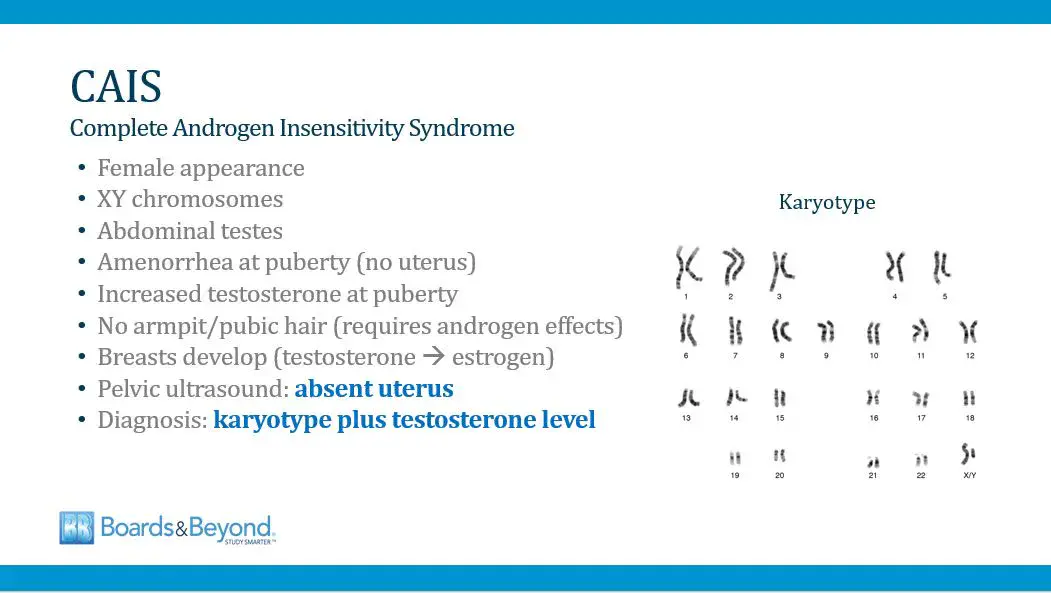 CAIS
Complete Androgen Insensitivity Syndrome
• Female appearance
• XY chromosomes
• Abdominal testes
• Amenorrhea at puberty (no uterus)
• Increased testosterone at puberty
• No armpit/pubic hair (requires androgen effects)
• Breasts develop (testosterone → estrogen)
• Pelvic ultrasound: absent uterus
• Diagnosis: karyotype plus testosterone level
Karyotype
1 2 3 4 5
6 7 8 9 10 11 12
13 14 15 16 17 18
19 20 21 22 X/Y
BB Boards&Beyond.
STUDY SMARTER™